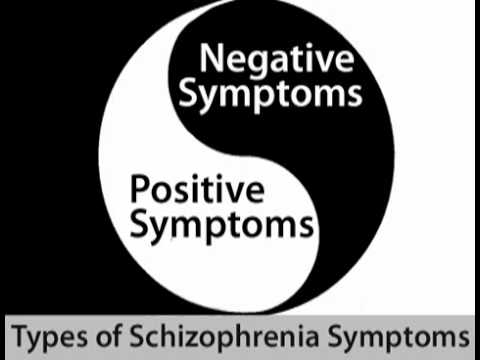 Negative
Symptoms
Positive
Symptoms
Types of Schizophrenia Symptoms